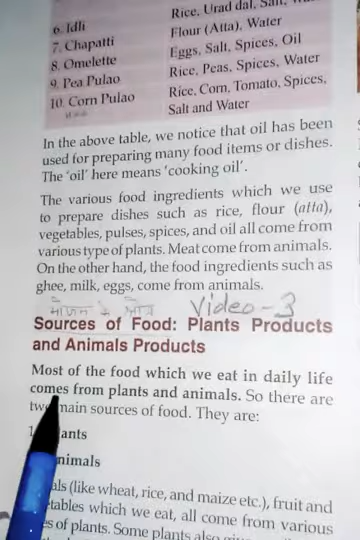 6. Idli Rice, Urad dal, Salt,
7. Chapatti Flour (Atta), Water
8. Omelette Eggs, Salt, Spices, Oil
9. Pea Pulao Rice, Peas, Spices, Water
10. Corn Pulao Rice, Corn, Tomato, Spices,
Salt and Water
In the above table, we notice that oil has been
used for preparing many food items or dishes.
The 'oil' here means 'cooking oil'.
The various food ingredients which we use
to prepare dishes such as rice, flour (atta),
vegetables, pulses, spices, and oil all come from
various type of plants. Meat come from animals.
On the other hand, the food ingredients such as
ghee, milk, eggs, come from animals.
भोजन के स्रोत Video-3
Sources of Food: Plants Products
and Animals Products
Most of the food which we eat in daily life
comes from plants and animals. So there are
two main sources of food. They are:
ants
nimals
als (like wheat, rice, and maize etc.), fruit and
etables which we eat, all come from various
es of plants. Some plants also